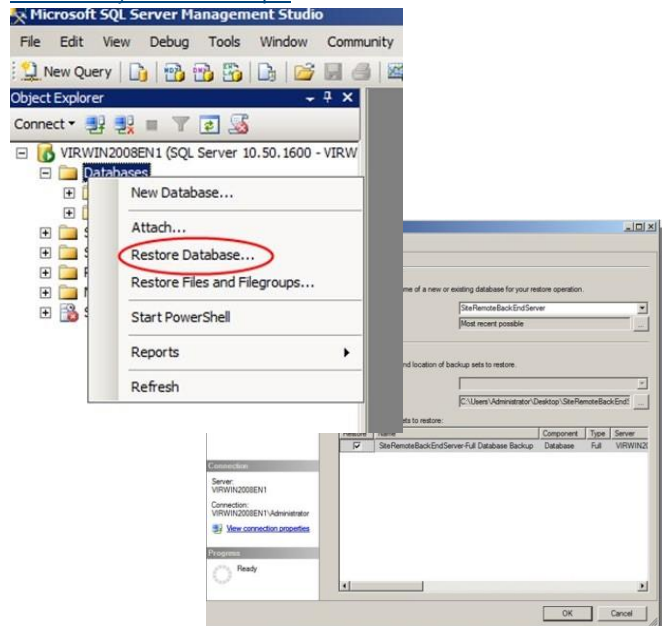 Microsoft SQL Server Management Studio
File Edit View Debug Tools Window Community
New Query
Object Explorer
Connect
VIRWIN2008EN1 (SQL Server 10.50.1600 - VIRW
Databases
New Database...
Attach...
Restore Database...
Restore Files and Filegroups...
Start PowerShell
Reports
Refresh
me of a new or existing database for your restore operation.
SiteRemoteBackEndServer
Most recent possible
...
nd location of backup sets to restore.
C:\Users\Administrator\Desktop\SiteRemoteBackEndS
...
ets to restore:
Restore Name Component Type Server
SiteRemoteBackEndServer-Full Database Backup Database Full VIRWIN20
Connection
Server:
VIRWIN2008EN1
Connection:
VIRWIN2008EN1\Administrator
View connection properties
Progress
Ready
OK Cancel